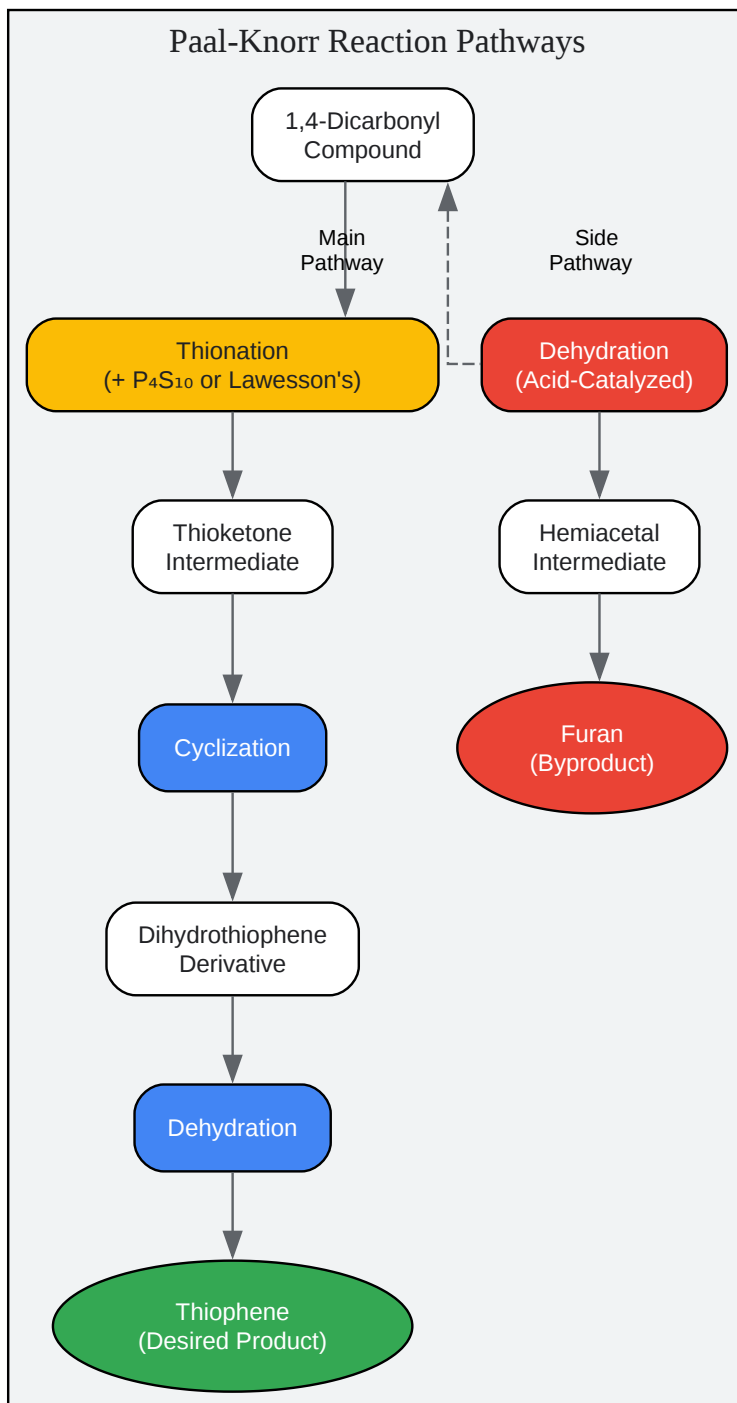 Paal-Knorr Reaction Pathways
1,4-Dicarbonyl
Compound
Main
Pathway
Side
Pathway
Thionation
(+ P₄S₁₀ or Lawesson's)
Dehydration
(Acid-Catalyzed)
Thioketone
Intermediate
Hemiacetal
Intermediate
Cyclization
Furan
(Byproduct)
Dihydrothiophene
Derivative
Dehydration
Thiophene
(Desired Product)